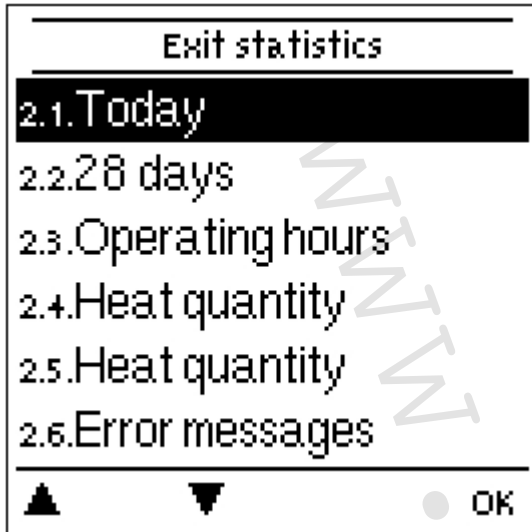 Exit statistics
2.1.Today
2.2.28 days
2.3.Operating hours
2.4.Heat quantity
2.5.Heat quantity
2.6.Error messages
OK
WWW